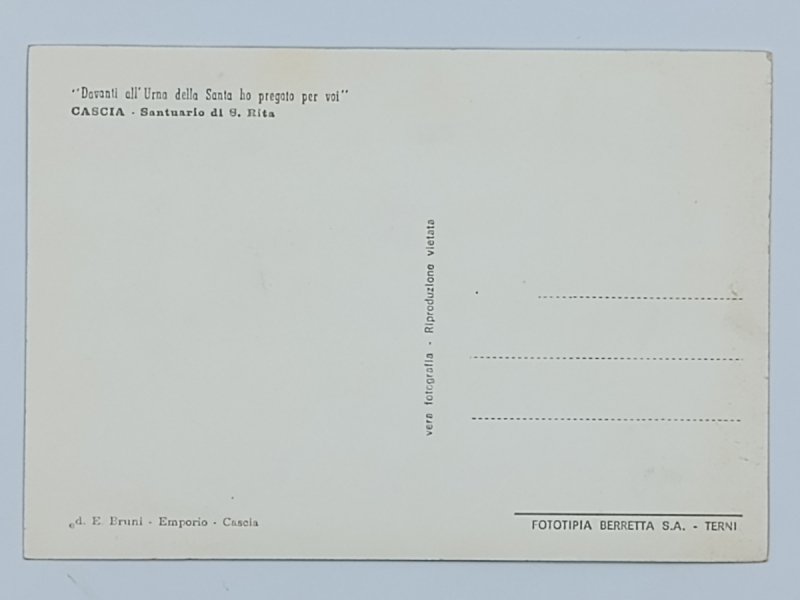 "Davanti all'Urna della Santa ho pregato per voi"
CASCIA - Santuario di S. Rita
vera fotografia - Riproduzione vietata
ed. E. Bruni - Emporio - Cascia
FOTOTIPIA BERRETTA S.A. - TERNI